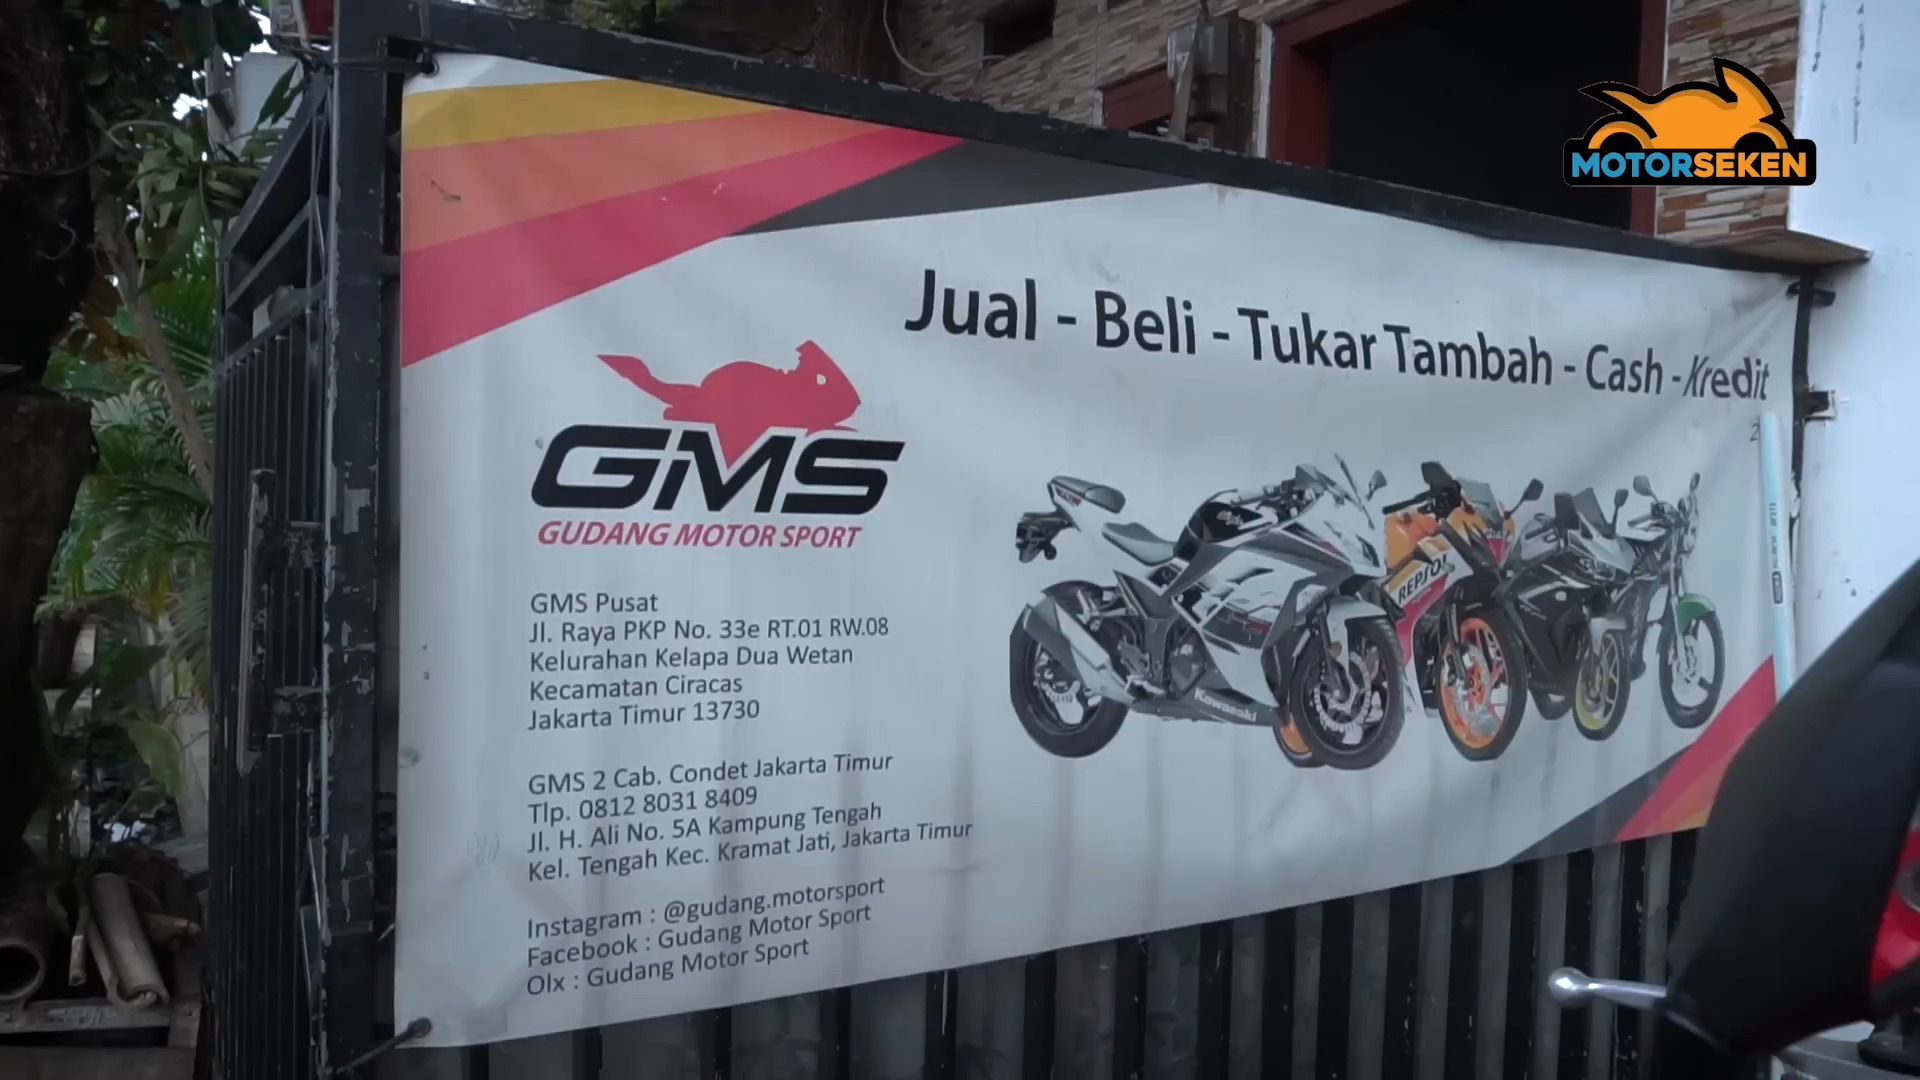 MOTORSEKEN
Jual - Beli - Tukar Tambah - Cash - Kredit
GMS
GUDANG MOTOR SPORT
GMS Pusat
Jl. Raya PKP No. 33e RT.01 RW.08
Kelurahan Kelapa Dua Wetan
Kecamatan Ciracas
Jakarta Timur 13730
GMS 2 Cab. Condet Jakarta Timur
Tlp. 0812 8031 8409
Jl. H. Ali No. 5A Kampung Tengah
Kel. Tengah Kec. Kramat Jati, Jakarta Timur
Instagram : @gudang.motorsport
Facebook : Gudang Motor Sport
Olx : Gudang Motor Sport
REPSOL
Kawasaki